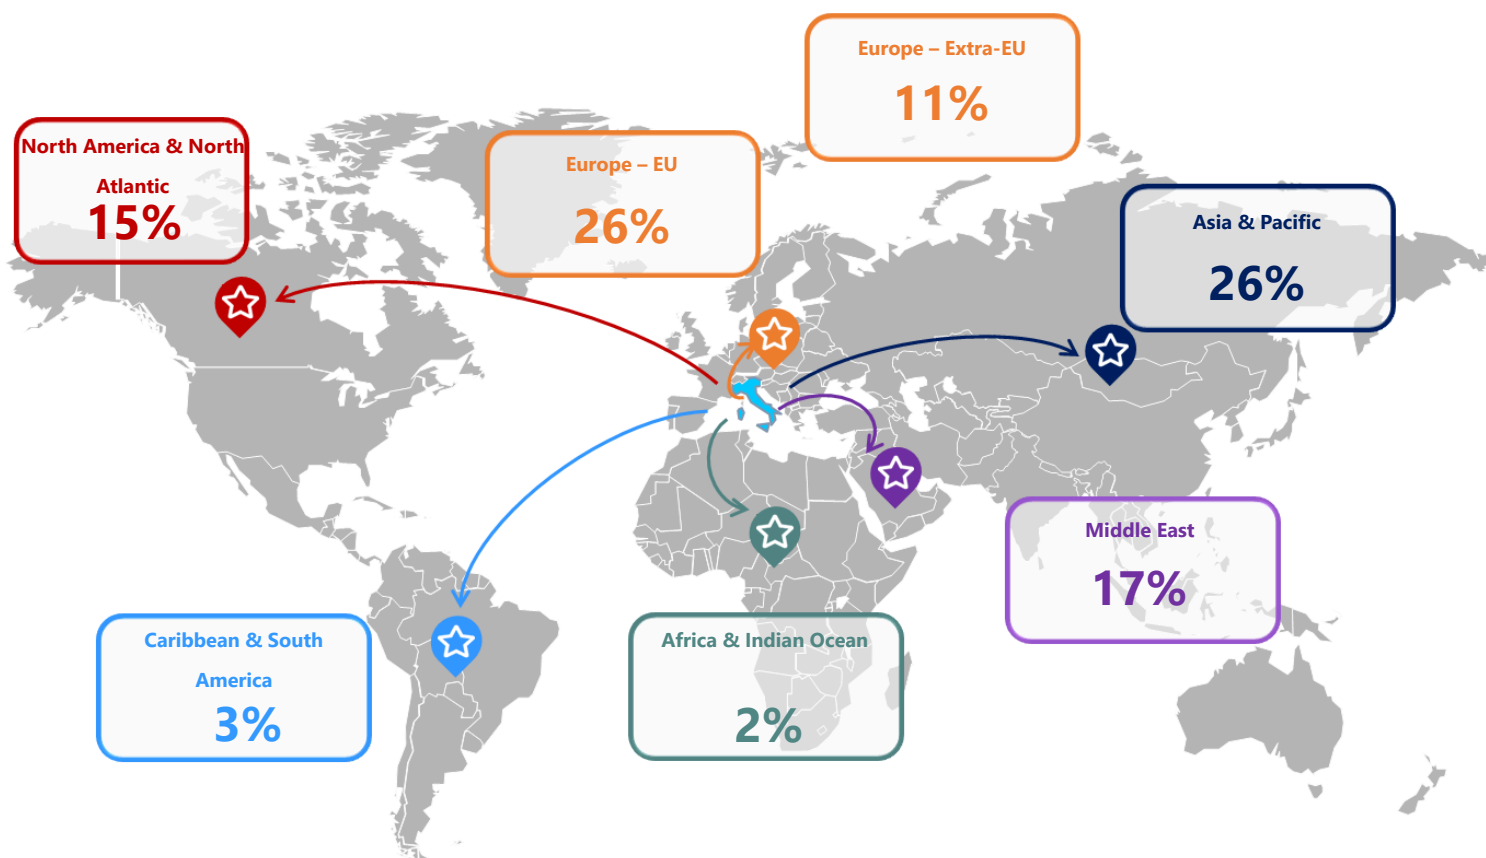 Europe – Extra-EU
11%
North America & North
Atlantic
15%
Europe – EU
26%
Asia & Pacific
26%
Middle East
17%
Caribbean & South
America
3%
Africa & Indian Ocean
2%